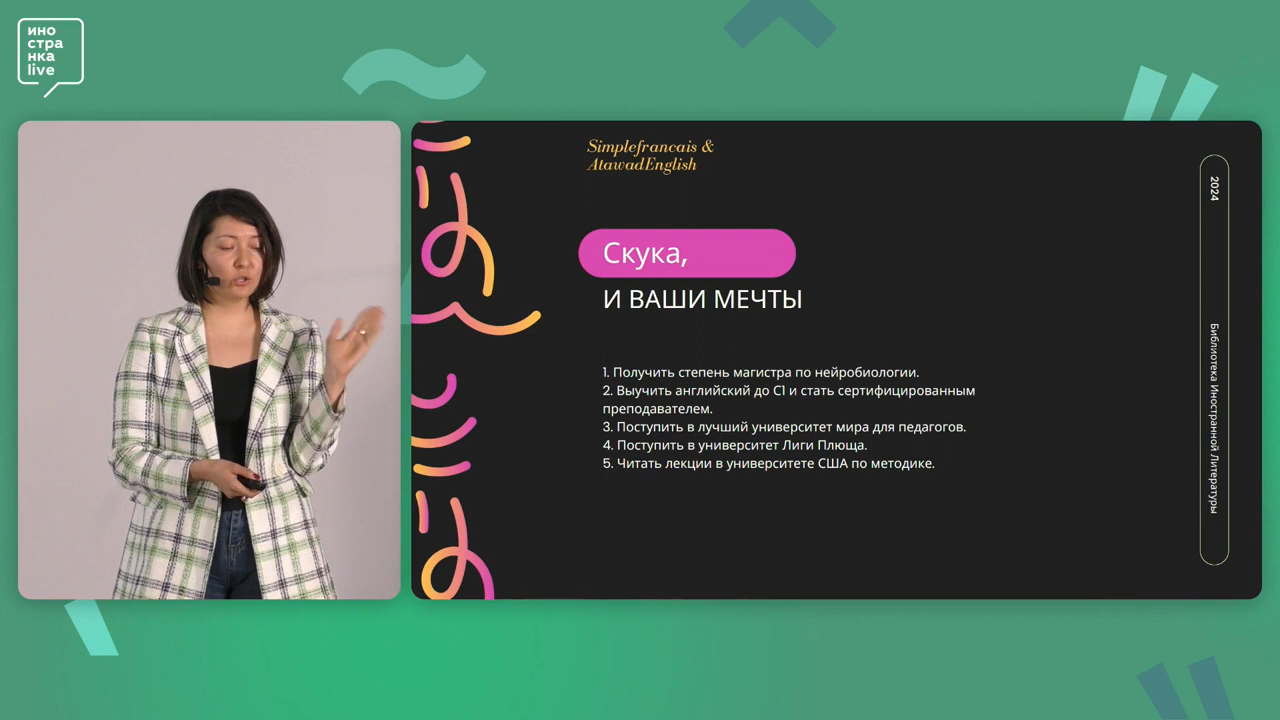 ино
стра
нка
live
Simplefrancais &
AtawadEnglish
Скука,
И ВАШИ МЕЧТЫ
1. Получить степень магистра по нейробиологии.
2. Выучить английский до C1 и стать сертифицированным
преподавателем.
3. Поступить в лучший университет мира для педагогов.
4. Поступить в университет Лиги Плюща.
5. Читать лекции в университете США по методике.
2024
Библиотека Иностранной Литературы